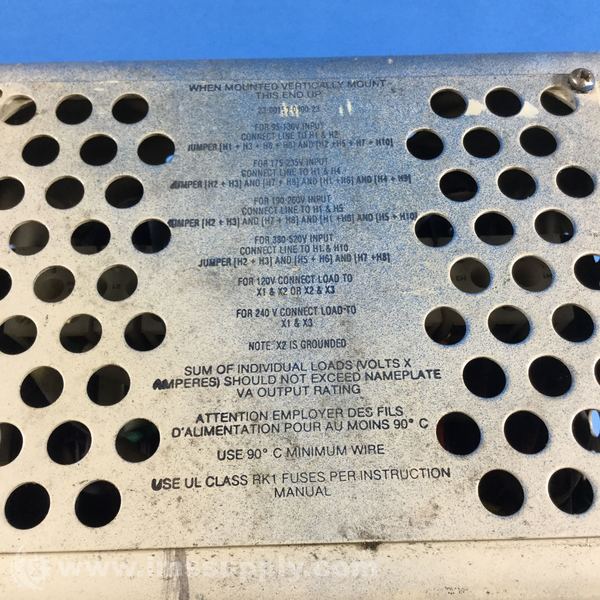 WHEN MOUNTED VERTICALLY MOUNT
THIS END UP
FOR 95-130V INPUT
CONNECT LINE TO H1 & H2
JUMPER [H1 + H3 + H6 + H8] AND [H2 +H5 + H7 + H10]
FOR 175-235V INPUT
CONNECT LINE TO H1 & H4
JUMPER [H2 + H3] AND [H7 + H8] AND [H1 +H6] AND [H4 + H9]
FOR 190-260V INPUT
CONNECT LINE TO H1 & H5
JUMPER [H2 + H3] AND [H7 + H8] AND [H1 +H6] AND [H5 + H10]
FOR 380-520V INPUT
CONNECT LINE TO H1 & H10
JUMPER [H2 + H3] AND [H5 + H6] AND [H7 +H8]
FOR 120V CONNECT LOAD TO
X1 & X2 OR X2 & X3
FOR 240 V CONNECT LOAD TO
X1 & X3
NOTE: X2 IS GROUNDED
SUM OF INDIVIDUAL LOADS (VOLTS X
AMPERES) SHOULD NOT EXCEED NAMEPLATE
VA OUTPUT RATING
ATTENTION EMPLOYER DES FILS
D'ALIMENTATION POUR AU MOINS 90° C
USE 90° C MINIMUM WIRE
USE UL CLASS RK1 FUSES PER INSTRUCTION
MANUAL
www.imssupply.com